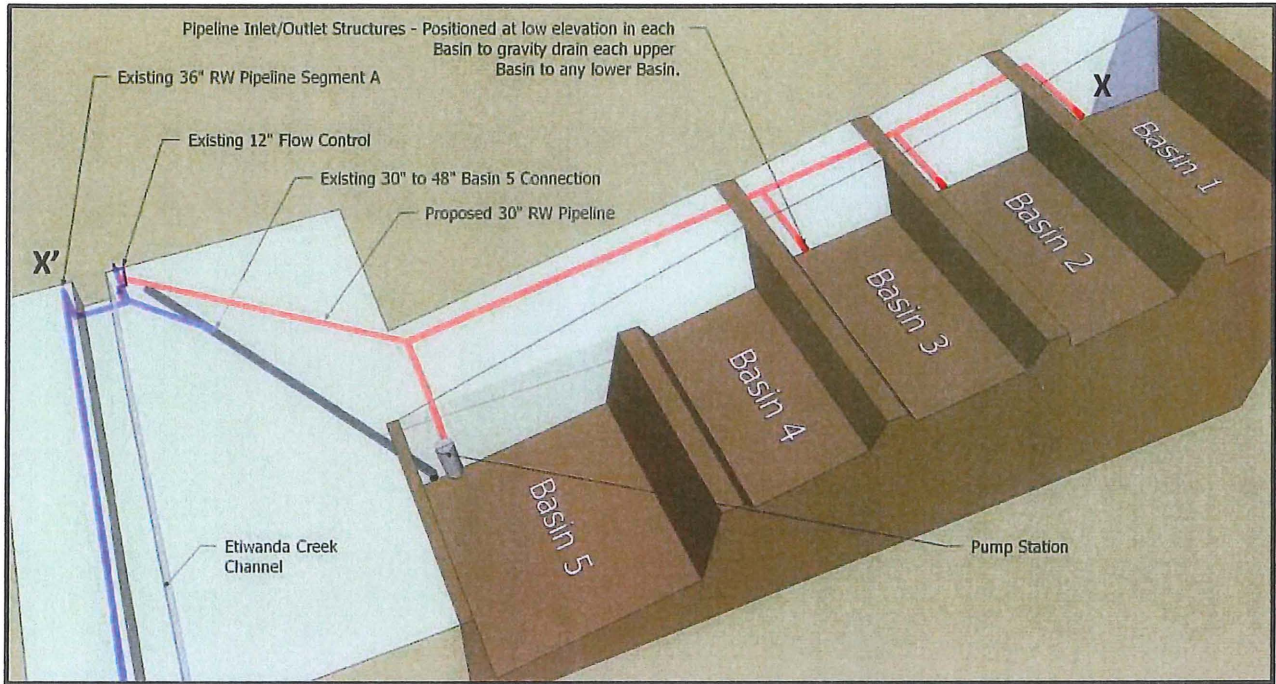 Pipeline Inlet/Outlet Structures - Positioned at low elevation in each
Basin to gravity drain each upper
Basin to any lower Basin.
Existing 36" RW Pipeline Segment A
Existing 12" Flow Control
Existing 30" to 48" Basin 5 Connection
Proposed 30" RW Pipeline
X
X'
Basin 1
Basin 2
Basin 3
Basin 4
Basin 5
Etiwanda Creek
Channel
Pump Station